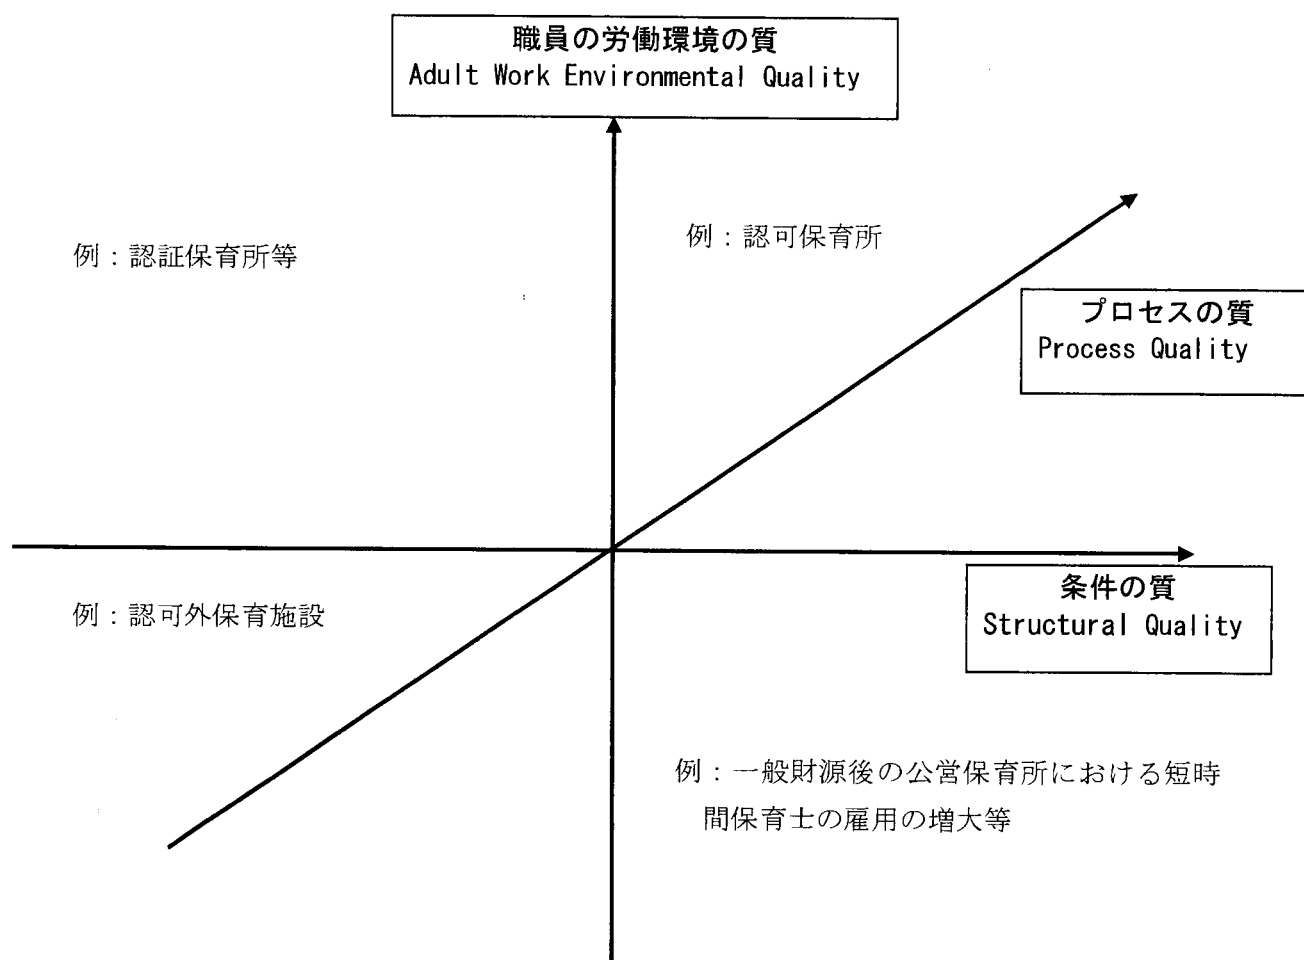 職員の労働環境の質
Adult Work Environmental Quality
例：認証保育所等
例：認可保育所
プロセスの質
Process Quality
条件の質
Structural Quality
例：認可外保育施設
例：一般財源後の公営保育所における短時
間保育士の雇用の増大等